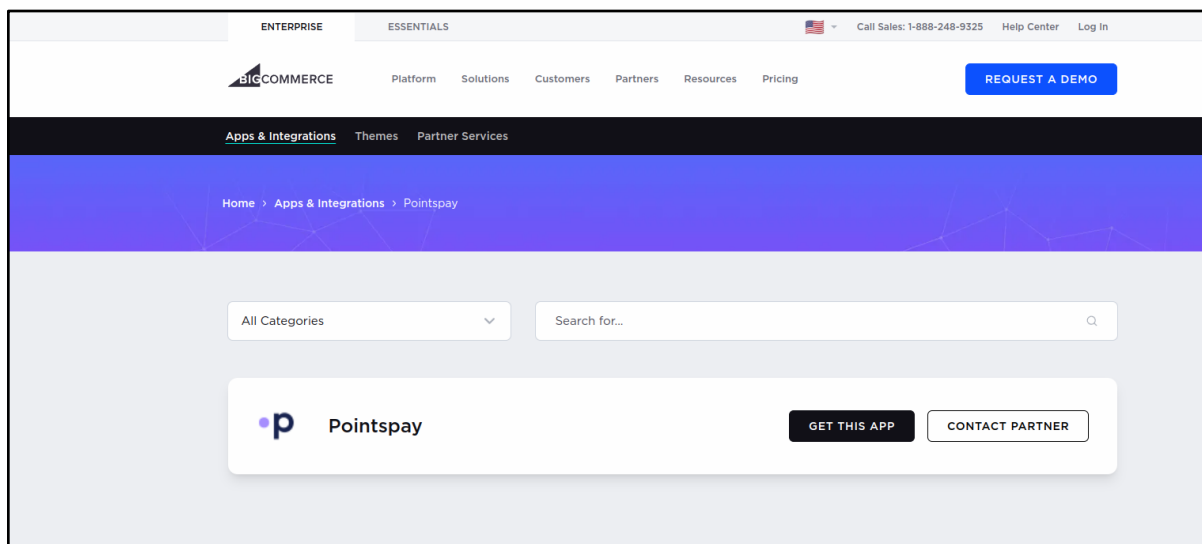 ENTERPRISE ESSENTIALS Call Sales: 1-888-248-9325 Help Center Log In
BIGCOMMERCE Platform Solutions Customers Partners Resources Pricing REQUEST A DEMO
Apps & Integrations Themes Partner Services
Home > Apps & Integrations > Pointspay
All Categories Search for...
p Pointspay GET THIS APP CONTACT PARTNER